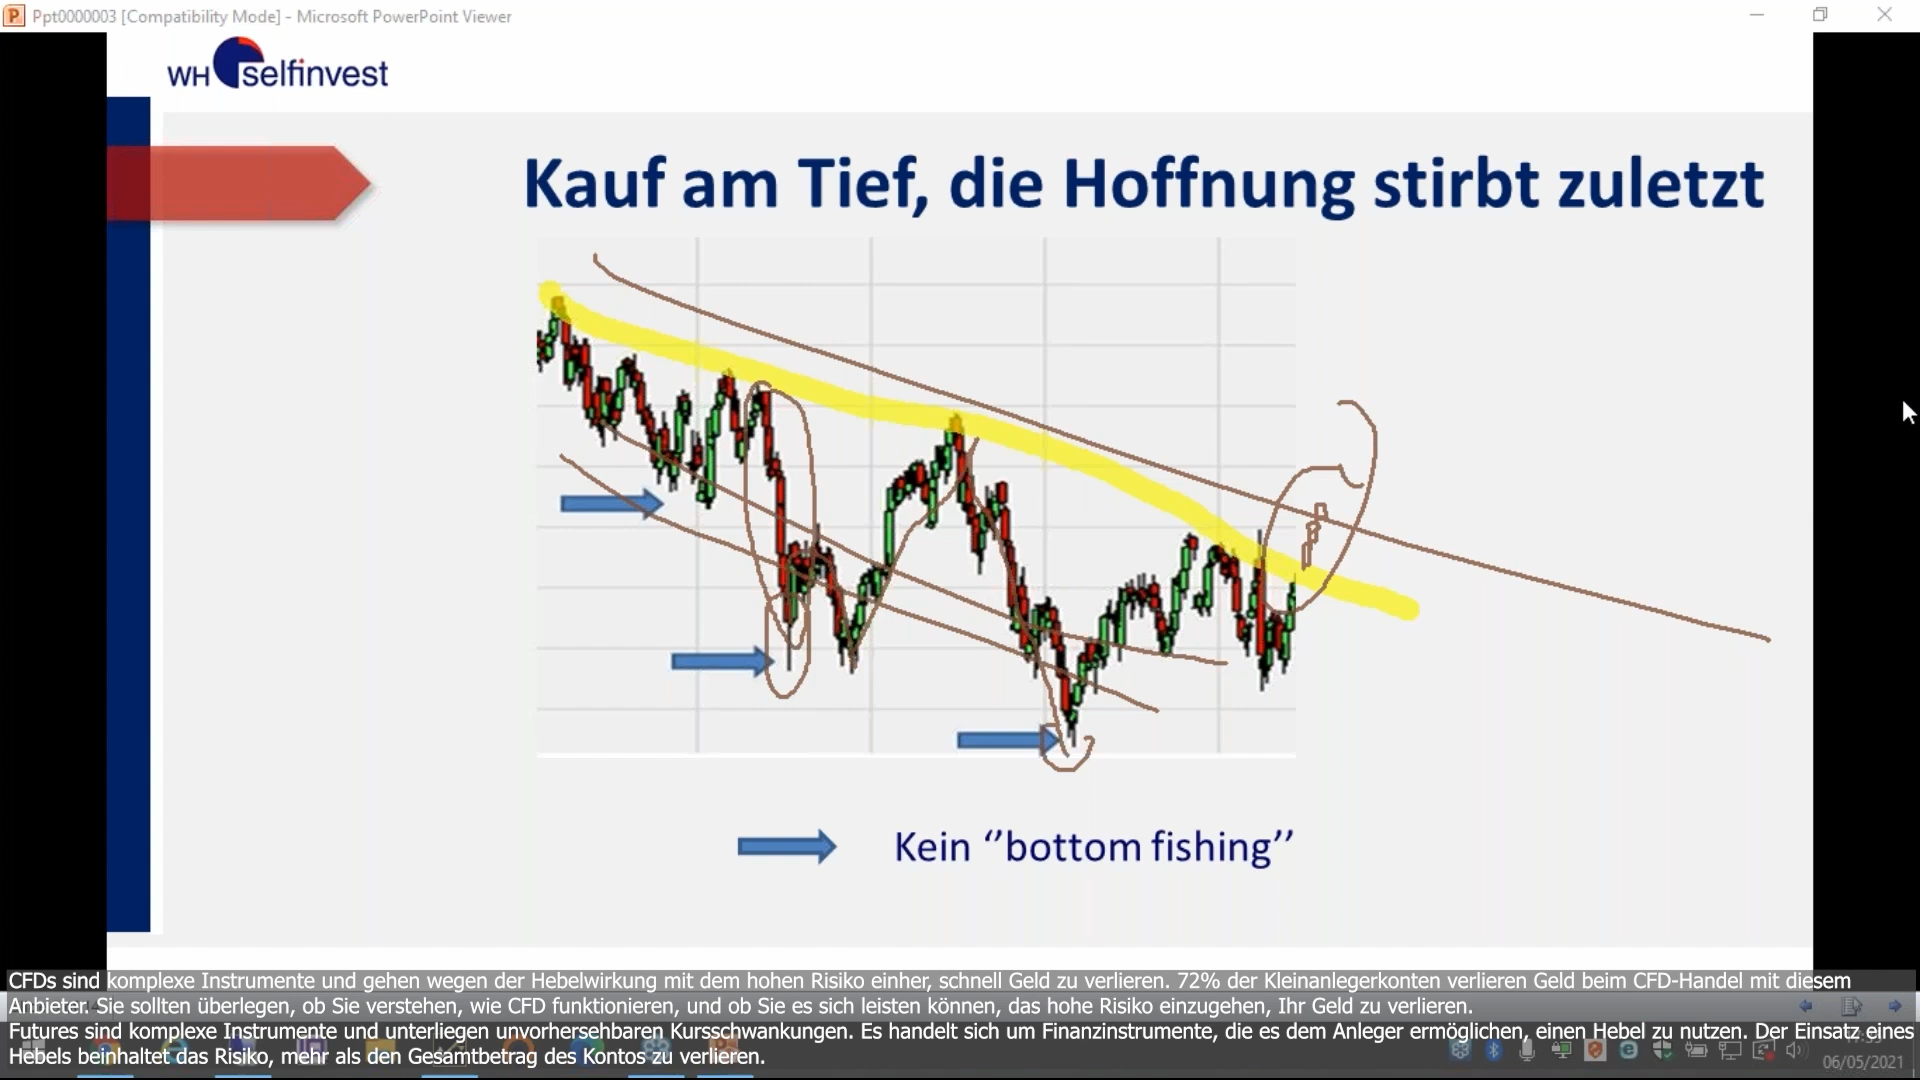 Ppt0000003 [Compatibility Mode] - Microsoft PowerPoint Viewer
WH selfinvest
Kauf am Tief, die Hoffnung stirbt zuletzt
Kein ‘’bottom fishing’’
CFDs sind komplexe Instrumente und gehen wegen der Hebelwirkung mit dem hohen Risiko einher, schnell Geld zu verlieren. 72% der Kleinanlegerkonten verlieren Geld beim CFD-Handel mit diesem
Anbieter. Sie sollten überlegen, ob Sie verstehen, wie CFD funktionieren, und ob Sie es sich leisten können, das hohe Risiko einzugehen, Ihr Geld zu verlieren.
Futures sind komplexe Instrumente und unterliegen unvorhersehbaren Kursschwankungen. Es handelt sich um Finanzinstrumente, die es dem Anleger ermöglichen, einen Hebel zu nutzen. Der Einsatz eines
Hebels beinhaltet das Risiko, mehr als den Gesamtbetrag des Kontos zu verlieren.
06/05/2021